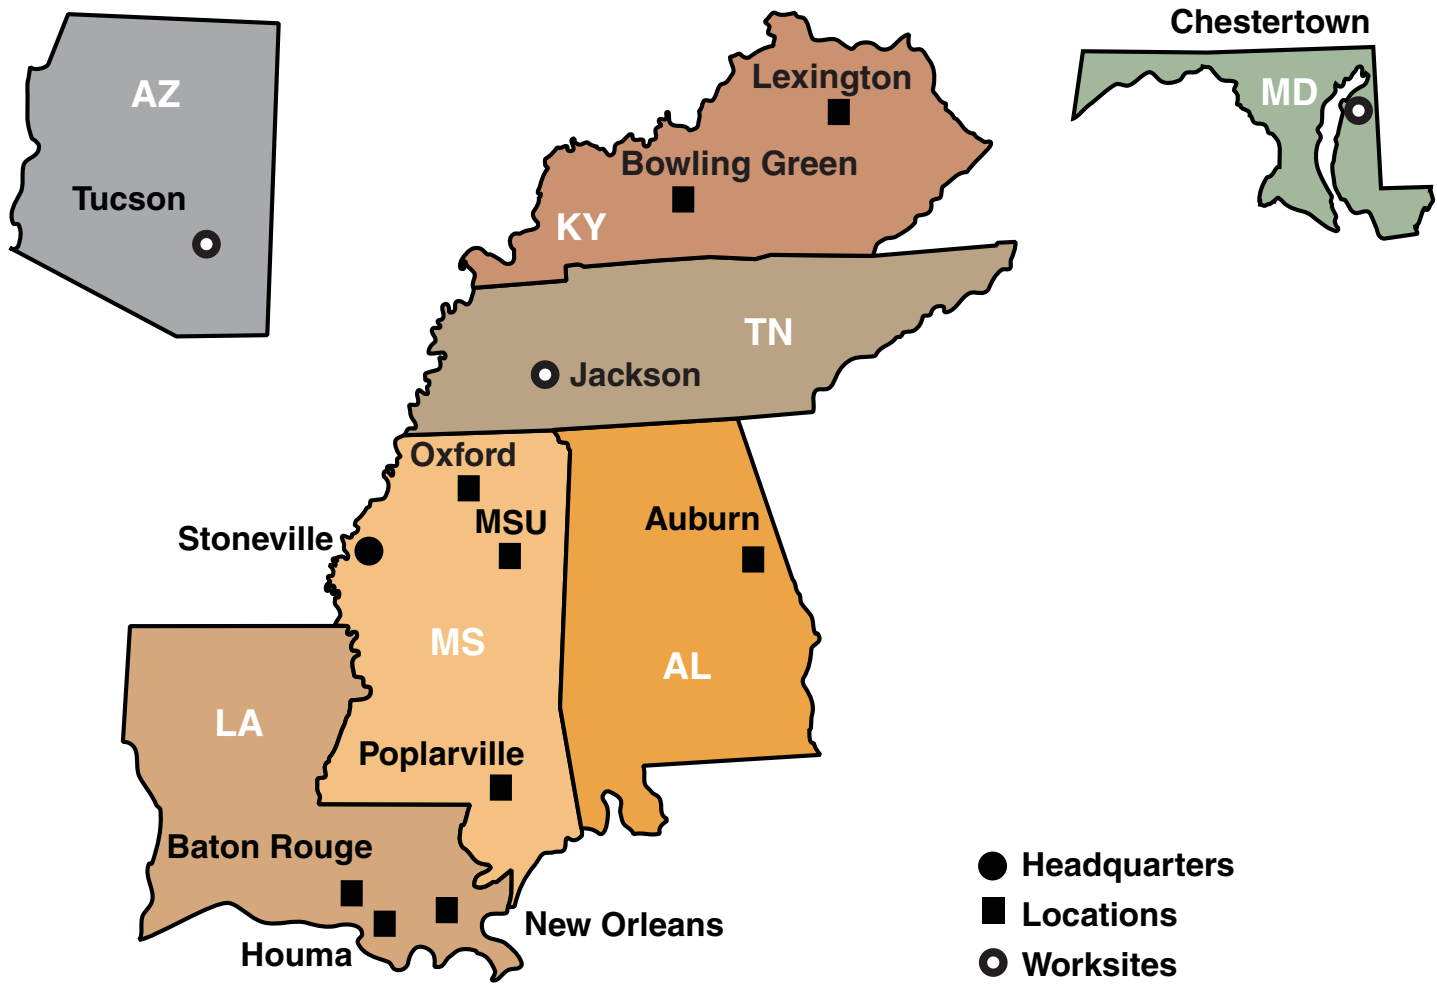 Chestertown
AZ
Lexington
MD
Bowling Green
Tucson
KY
TN
Jackson
Oxford
MSU
Auburn
Stoneville
MS
AL
LA
Poplarville
Baton Rouge
New Orleans
Houma
Headquarters
Locations
Worksites